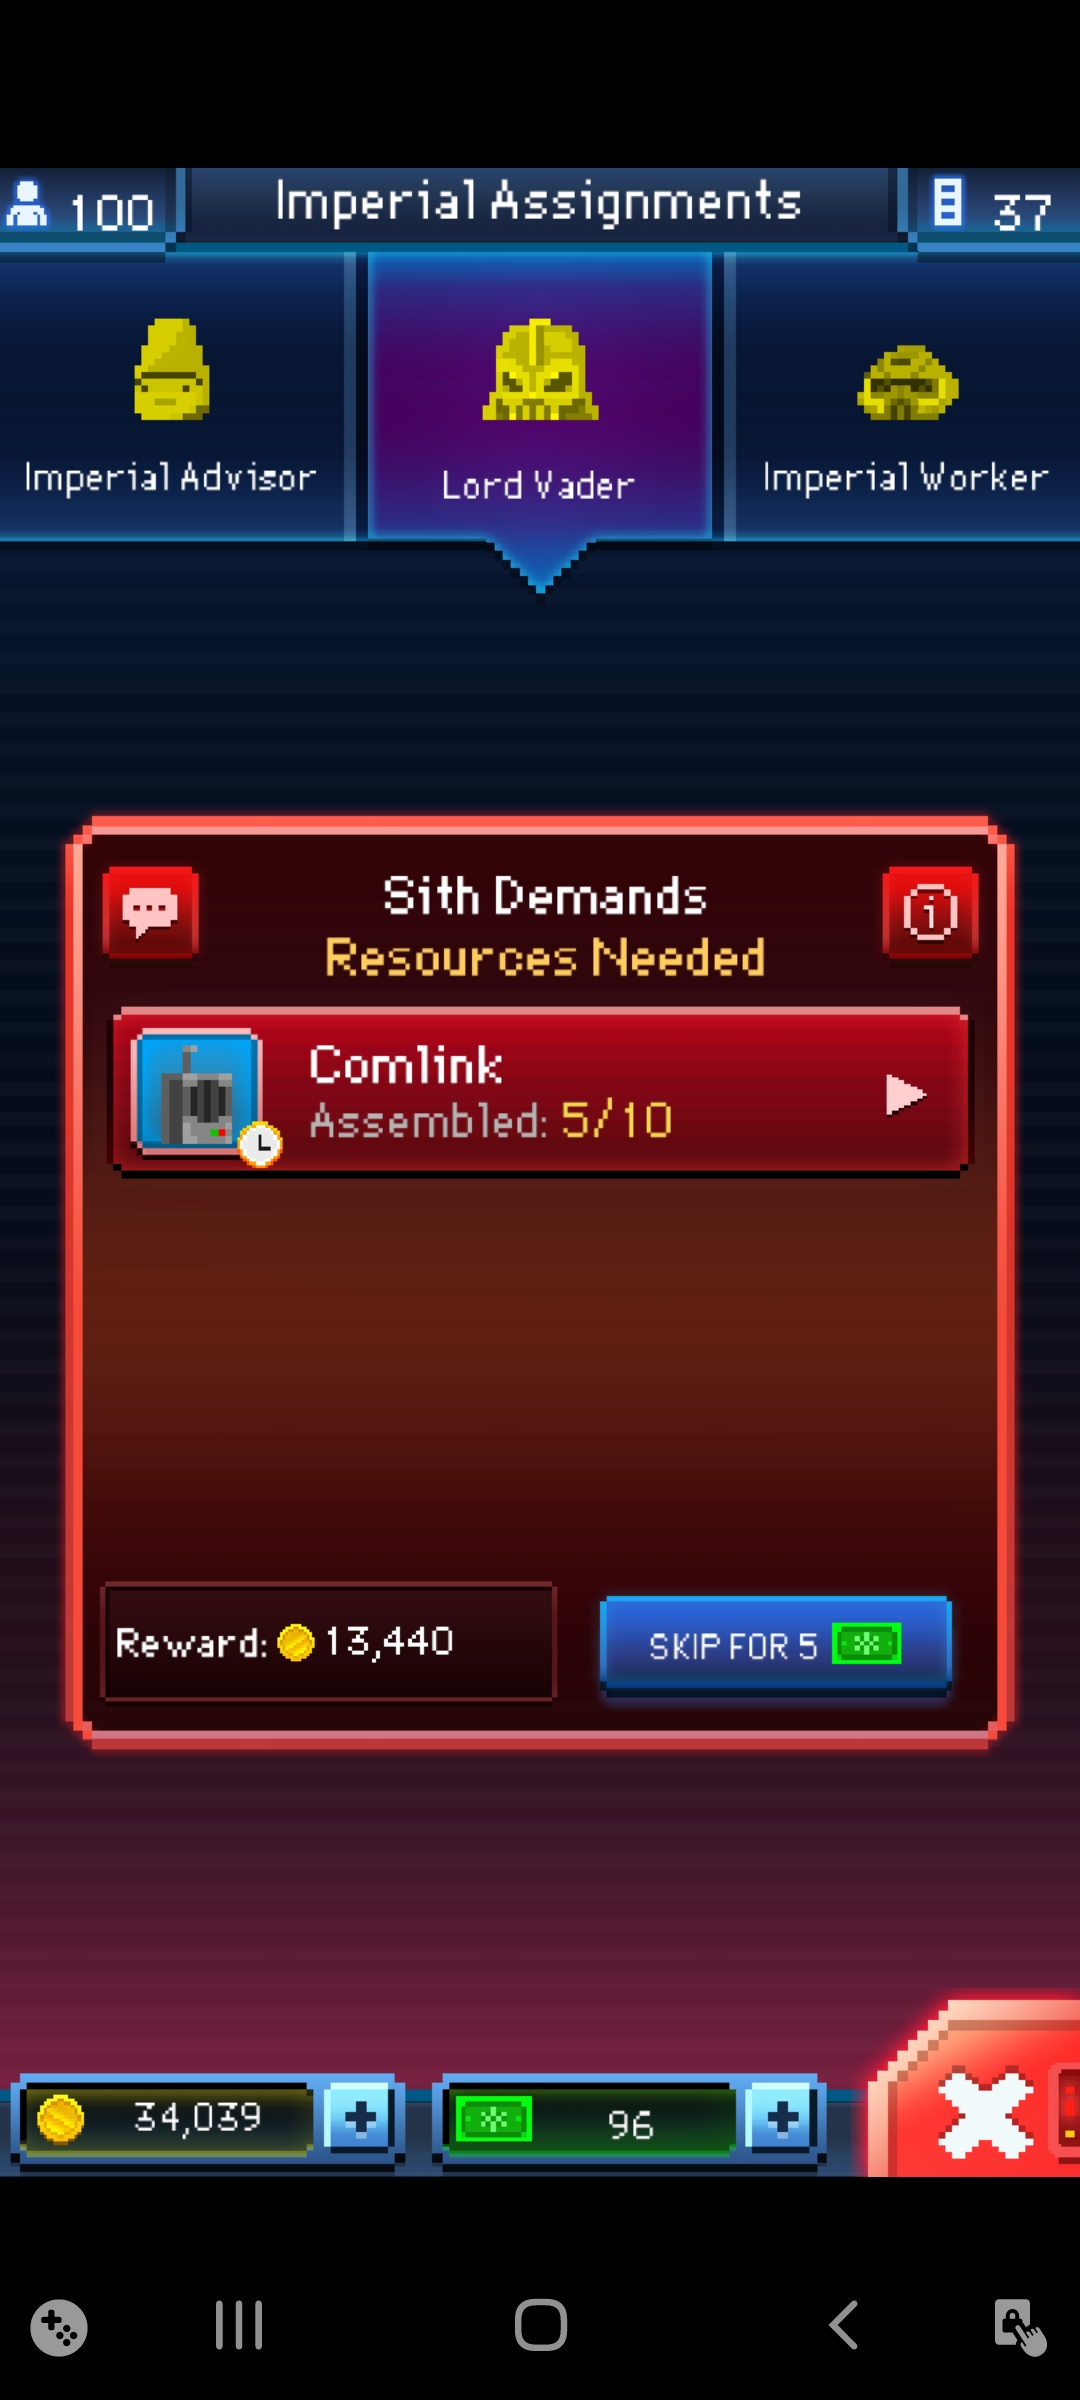 100
Imperial Assignments
37
Imperial Advisor
Lord Vader
Imperial Worker
Sith Demands
Resources Needed
Comlink
Assembled: 5/10
Reward: 13,440
SKIP FOR 5
34,039
96